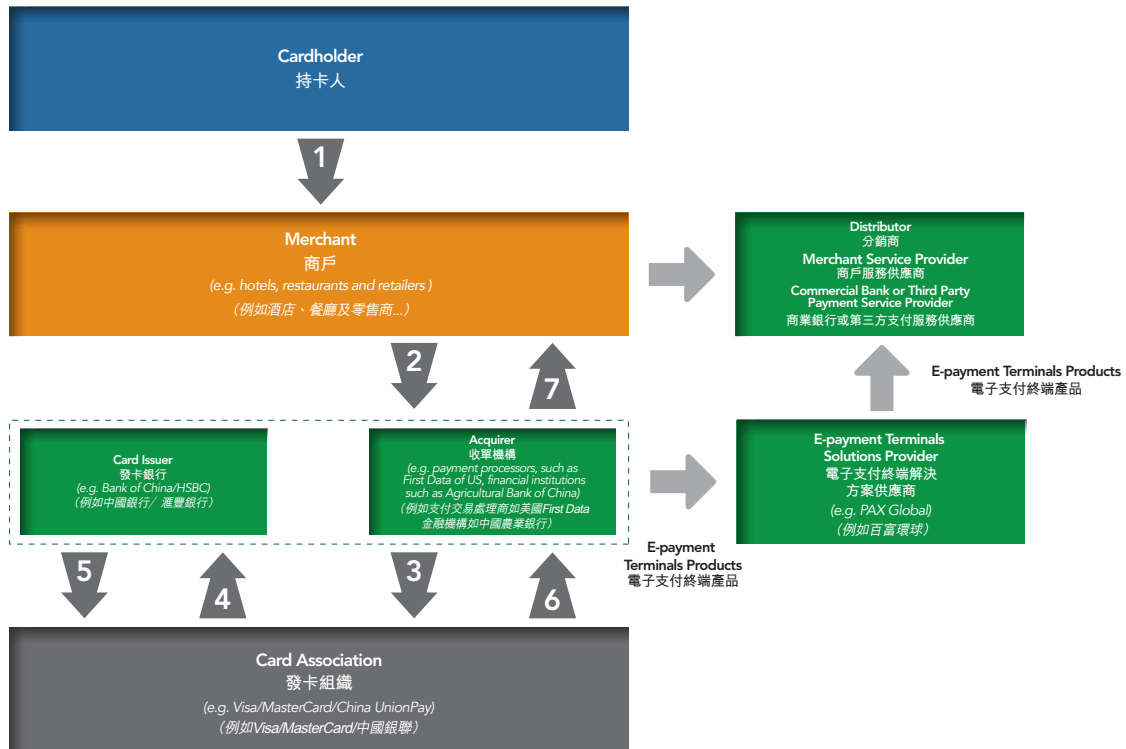 Cardholder
持卡人
1
Merchant
商戶
(e.g. hotels, restaurants and retailers )
（例如酒店、餐廳及零售商...）
Distributor
分銷商
Merchant Service Provider
商戶服務供應商
Commercial Bank or Third Party
Payment Service Provider
商業銀行或第三方支付服務供應商
2
7
E-payment Terminals Products
電子支付終端產品
Card Issuer
發卡銀行
(e.g. Bank of China/HSBC)
（例如中國銀行/ 滙豐銀行）
Acquirer
收單機構
(e.g. payment processors, such as
First Data of US, financial institutions
such as Agricultural Bank of China)
（例如支付交易處理商如美國First Data
金融機構如中國農業銀行）
E-payment Terminals
Solutions Provider
電子支付終端解決
方案供應商
(e.g. PAX Global)
（例如百富環球）
E-payment
Terminals Products
電子支付終端產品
5
4
3
6
Card Association
發卡組織
(e.g. Visa/MasterCard/China UnionPay)
（例如Visa/MasterCard/中國銀聯）